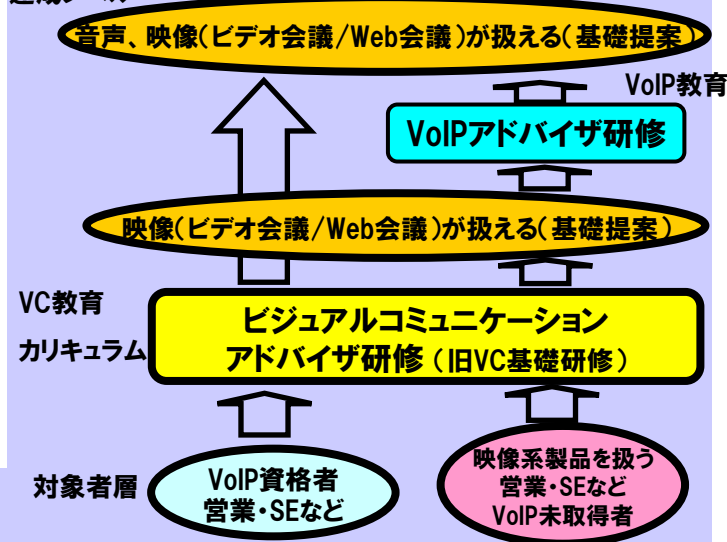 音声、映像(ビデオ会議/Web会議)が扱える(基礎提案)
VoIP教育
VoIPアドバイザ研修
映像(ビデオ会議/Web会議)が扱える(基礎提案)
VC教育
カリキュラム
ビジュアルコミュニケーション
アドバイザ研修(旧VC基礎研修)
対象者層
VoIP資格者
営業・SEなど
映像系製品を扱う
営業・SEなど
VoIP未取得者